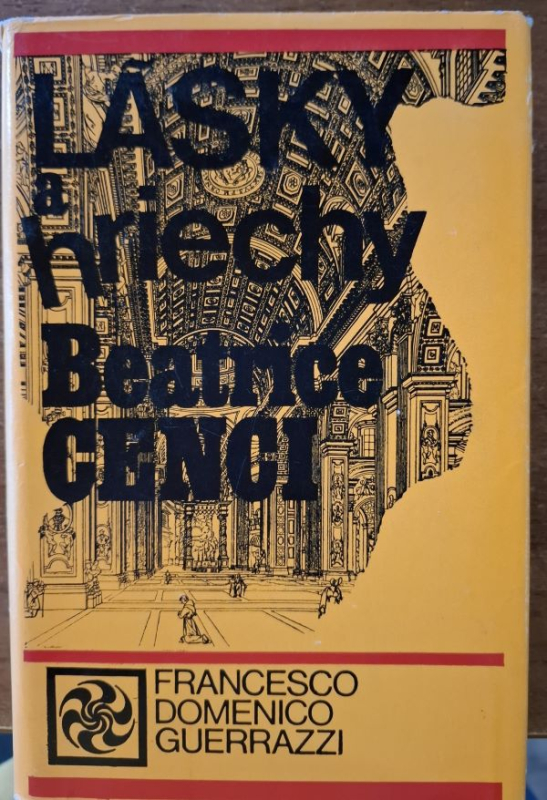 LÁSKY
a
hriechy
Beatrice
CENCI
FRANCESCO
DOMENICO
GUERRAZZI